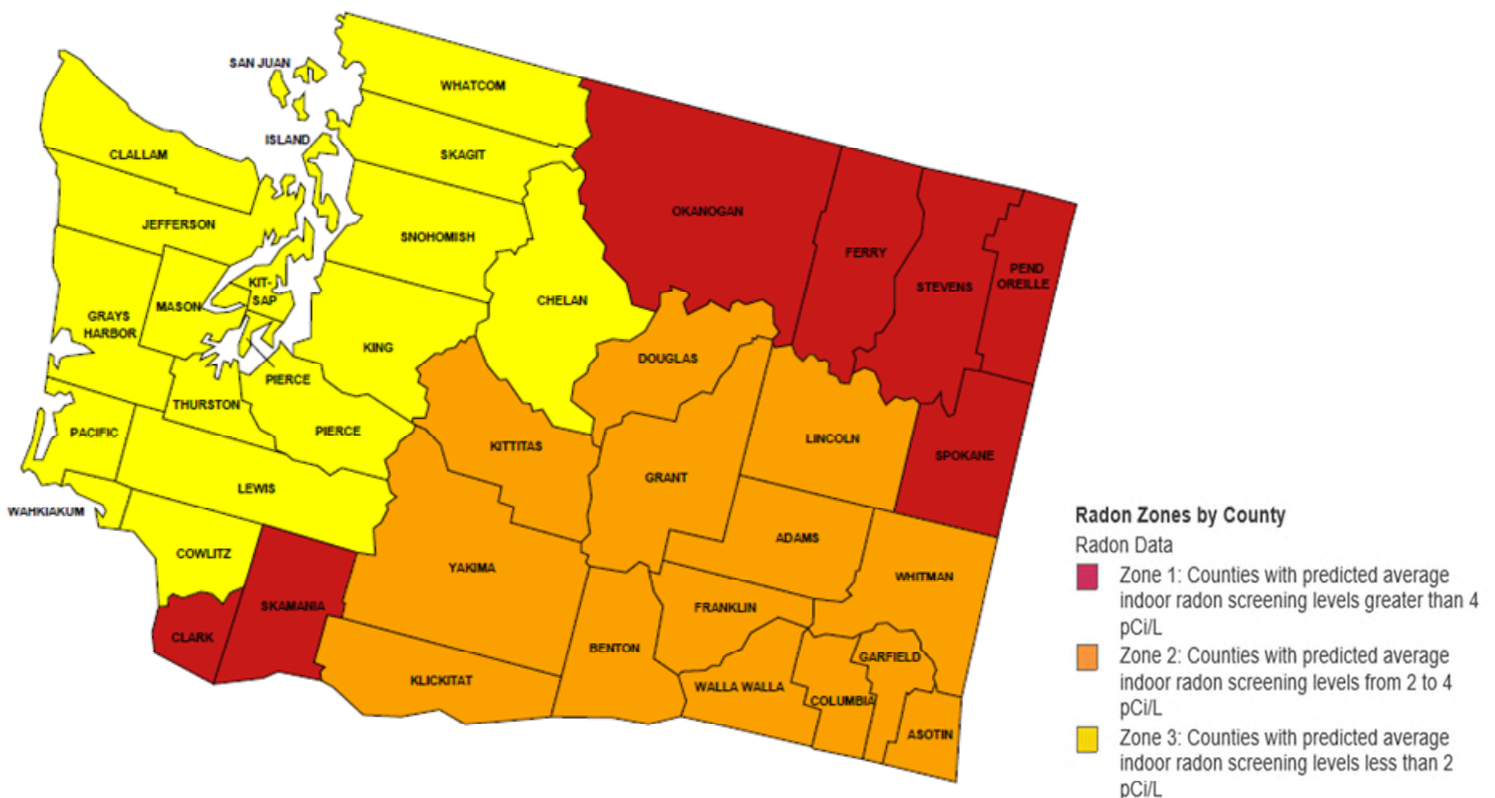 SAN JUAN
WHATCOM
ISLAND
SKAGIT
CLALLAM
OKANOGAN
JEFFERSON
SNOHOMISH
FERRY
PEND
OREILLE
STEVENS
KIT-
SAP
CHELAN
MASON
GRAYS
HARBOR
KING
DOUGLAS
PIERCE
THURSTON
PACIFIC
PIERCE
KITTITAS
LINCOLN
SPOKANE
GRANT
LEWIS
WAHKIAKUM
ADAMS
COWLITZ
YAKIMA
WHITMAN
SKAMANIA
FRANKLIN
CLARK
BENTON
GARFIELD
KLICKITAT
WALLA WALLA
COLUMBIA
ASOTIN
Radon Zones by County
Radon Data
Zone 1: Counties with predicted average
indoor radon screening levels greater than 4
pCi/L
Zone 2: Counties with predicted average
indoor radon screening levels from 2 to 4
pCi/L
Zone 3: Counties with predicted average
indoor radon screening levels less than 2
pCi/L